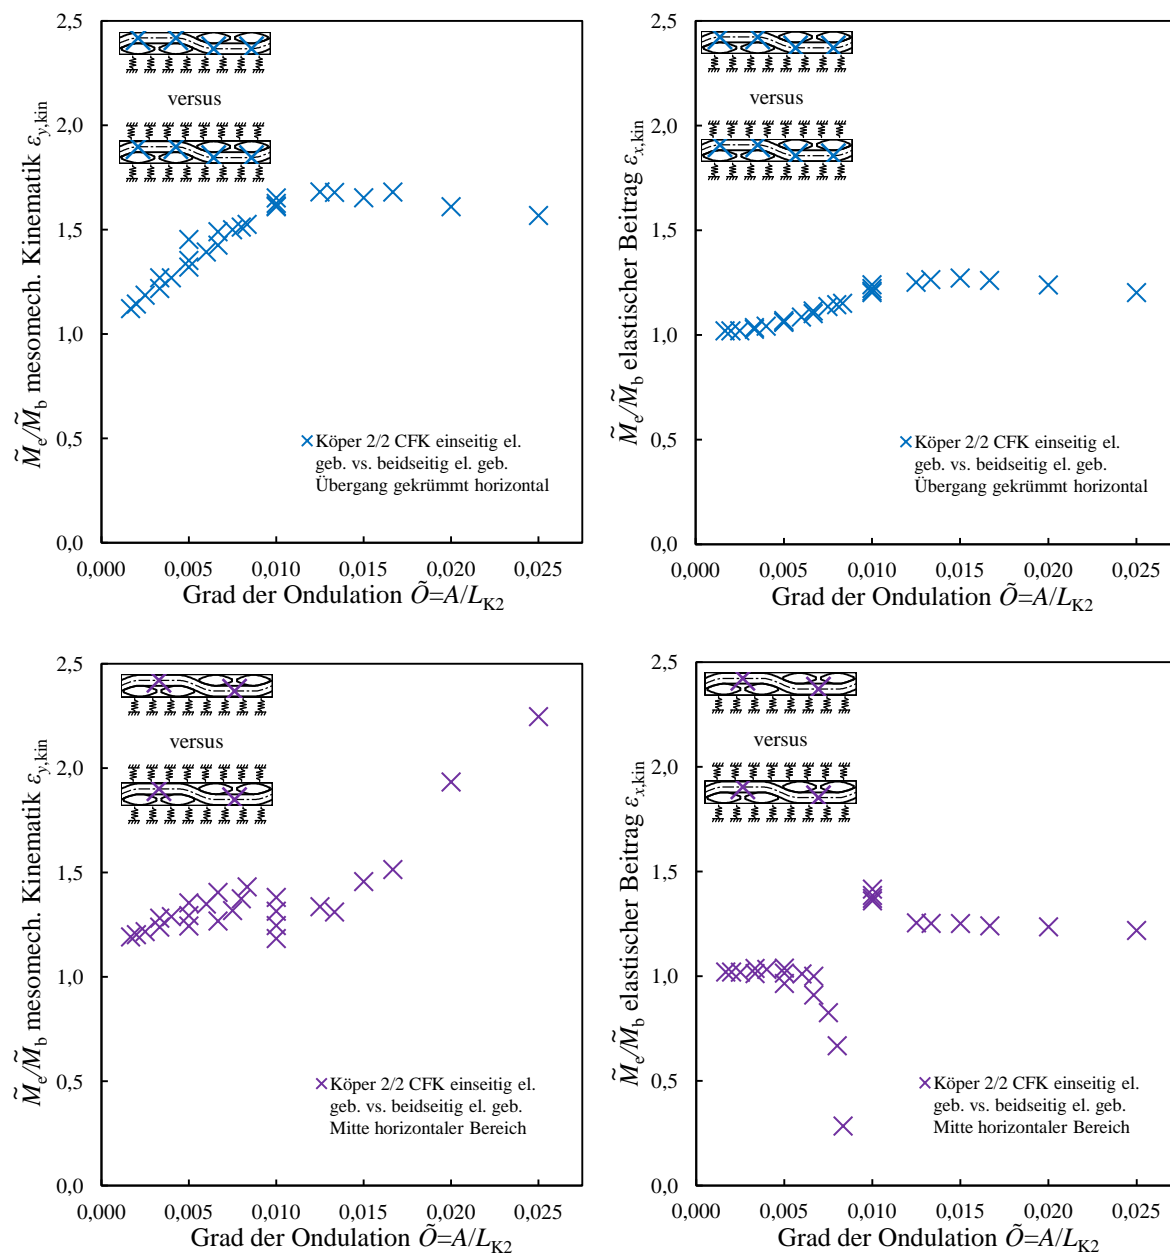 M̃e/M̃b mesomech. Kinematik εy,kin
2,5
2,0
1,5
1,0
0,5
0,0
versus
Köper 2/2 CFK einseitig el.
geb. vs. beidseitig el. geb.
Übergang gekrümmt horizontal
0,000 0,005 0,010 0,015 0,020 0,025
Grad der Ondulation Õ=A/LK2
M̃e/M̃b elastischer Beitrag εx,kin
2,5
2,0
1,5
1,0
0,5
0,0
versus
Köper 2/2 CFK einseitig el.
geb. vs. beidseitig el. geb.
Übergang gekrümmt horizontal
0,000 0,005 0,010 0,015 0,020 0,025
Grad der Ondulation Õ=A/LK2
M̃e/M̃b mesomech. Kinematik εy,kin
2,5
2,0
1,5
1,0
0,5
0,0
versus
Köper 2/2 CFK einseitig el.
geb. vs. beidseitig el. geb.
Mitte horizontaler Bereich
0,000 0,005 0,010 0,015 0,020 0,025
Grad der Ondulation Õ=A/LK2
M̃e/M̃b elastischer Beitrag εx,kin
2,5
2,0
1,5
1,0
0,5
0,0
versus
Köper 2/2 CFK einseitig el.
geb. vs. beidseitig el. geb.
Mitte horizontaler Bereich
0,000 0,005 0,010 0,015 0,020 0,025
Grad der Ondulation Õ=A/LK2